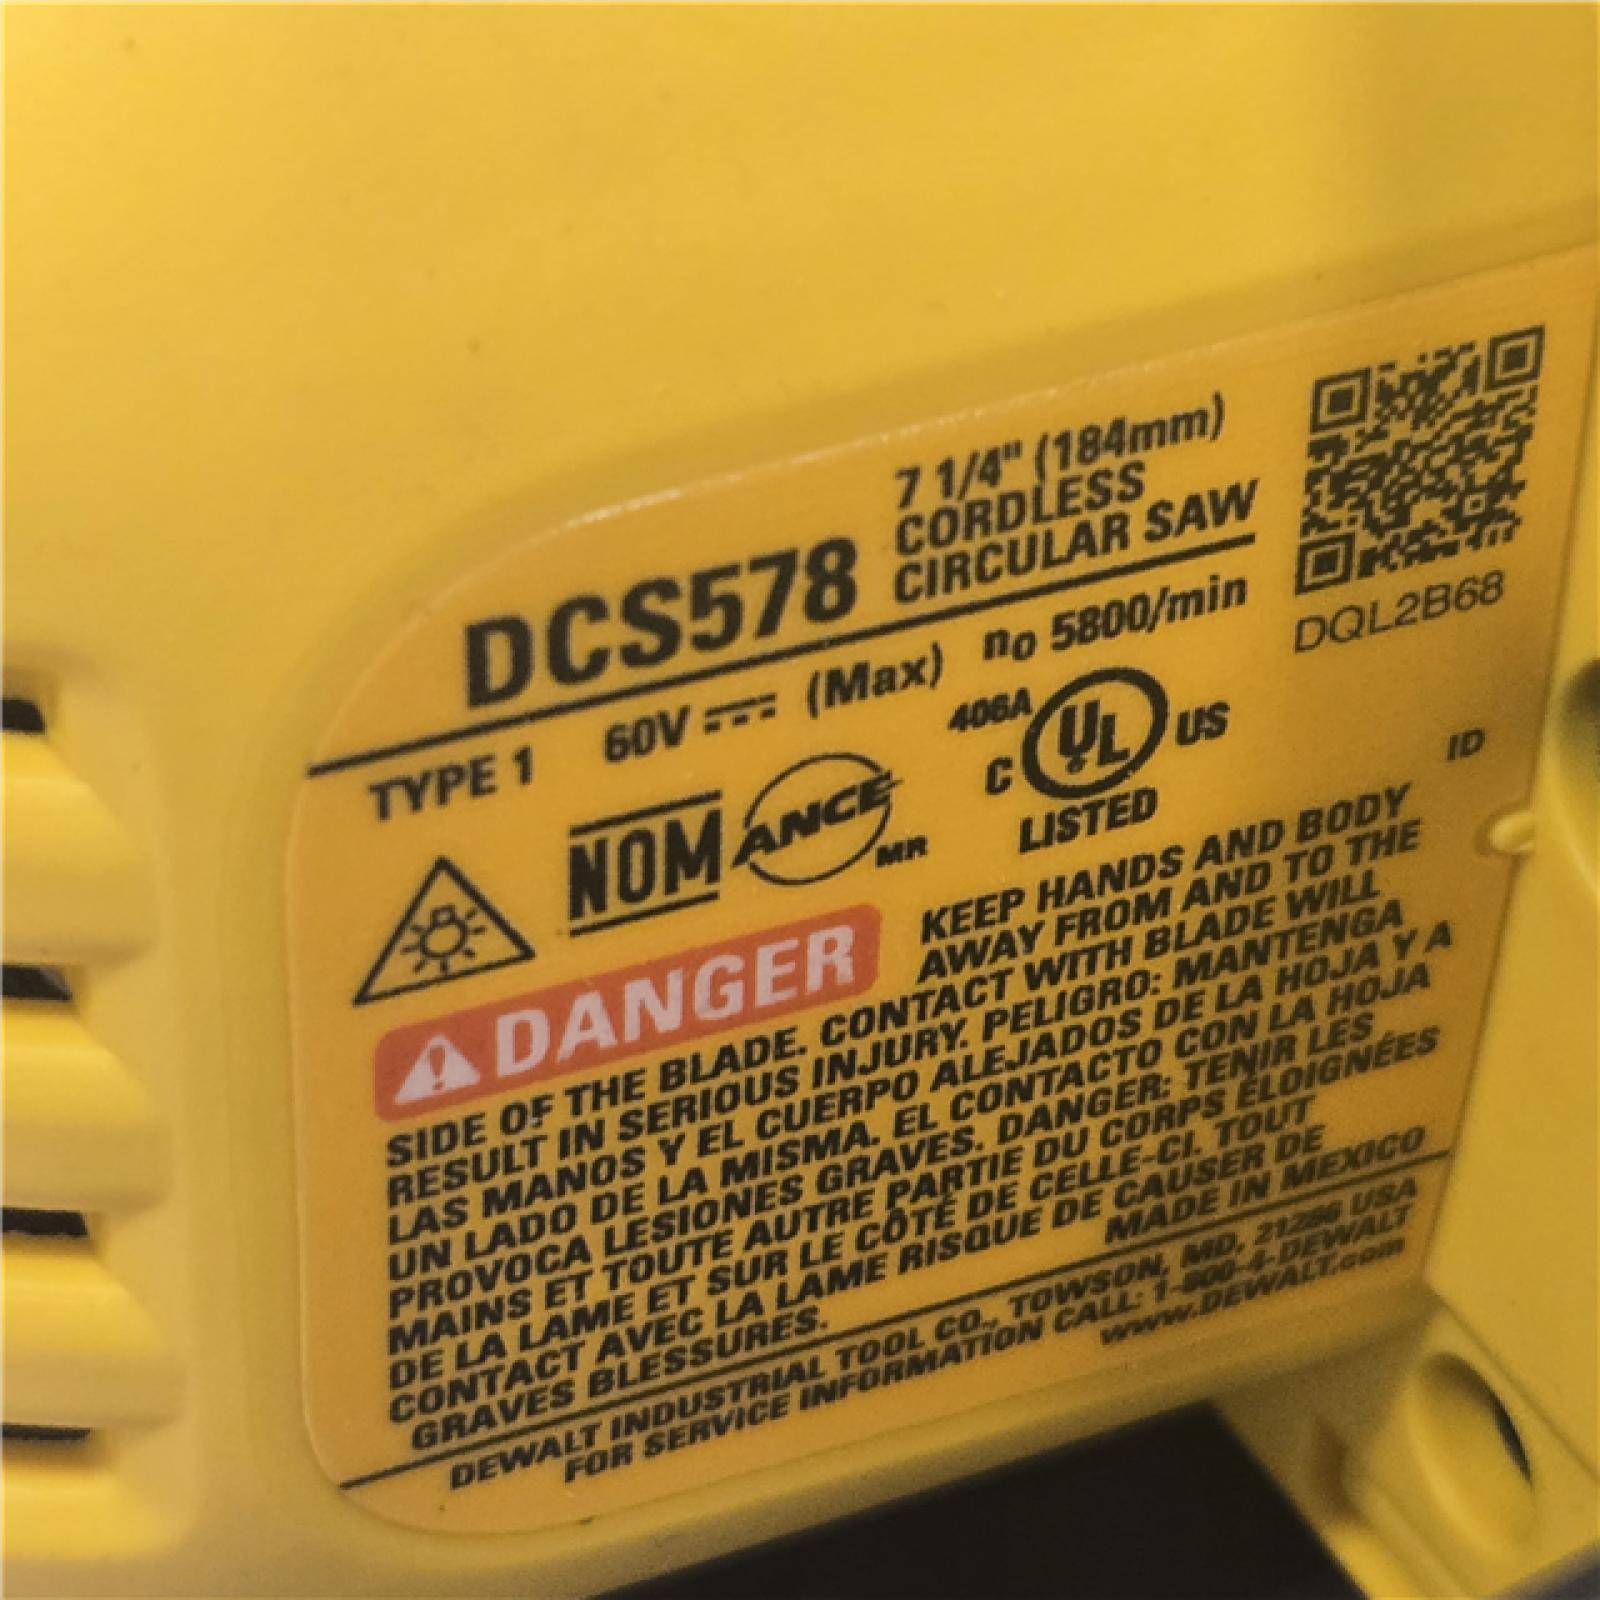 DCS578
7 1/4" (184mm)
CORDLESS
CIRCULAR SAW
TYPE 1 60V (Max) no 5800/min
DQL2B68
NOM ANCE MR
406A
C UL US
LISTED
ID
DANGER
KEEP HANDS AND BODY
AWAY FROM AND TO THE
SIDE OF THE BLADE. CONTACT WITH BLADE WILL
RESULT IN SERIOUS INJURY. PELIGRO: MANTENGA
LAS MANOS Y EL CUERPO ALEJADOS DE LA HOJA Y A
UN LADO DE LA MISMA. EL CONTACTO CON LA HOJA
PROVOCA LESIONES GRAVES. DANGER: TENIR LES
MAINS ET TOUTE AUTRE PARTIE DU CORPS ÉLOIGNÉES
DE LA LAME ET SUR LE CÔTÉ DE CELLE-CI. TOUT
CONTACT AVEC LA LAME RISQUE DE CAUSER DE
GRAVES BLESSURES. MADE IN MEXICO
DEWALT INDUSTRIAL TOOL CO., TOWSON, MD, 21286 USA
FOR SERVICE INFORMATION CALL: 1-800-4-DEWALT
www.DEWALT.com